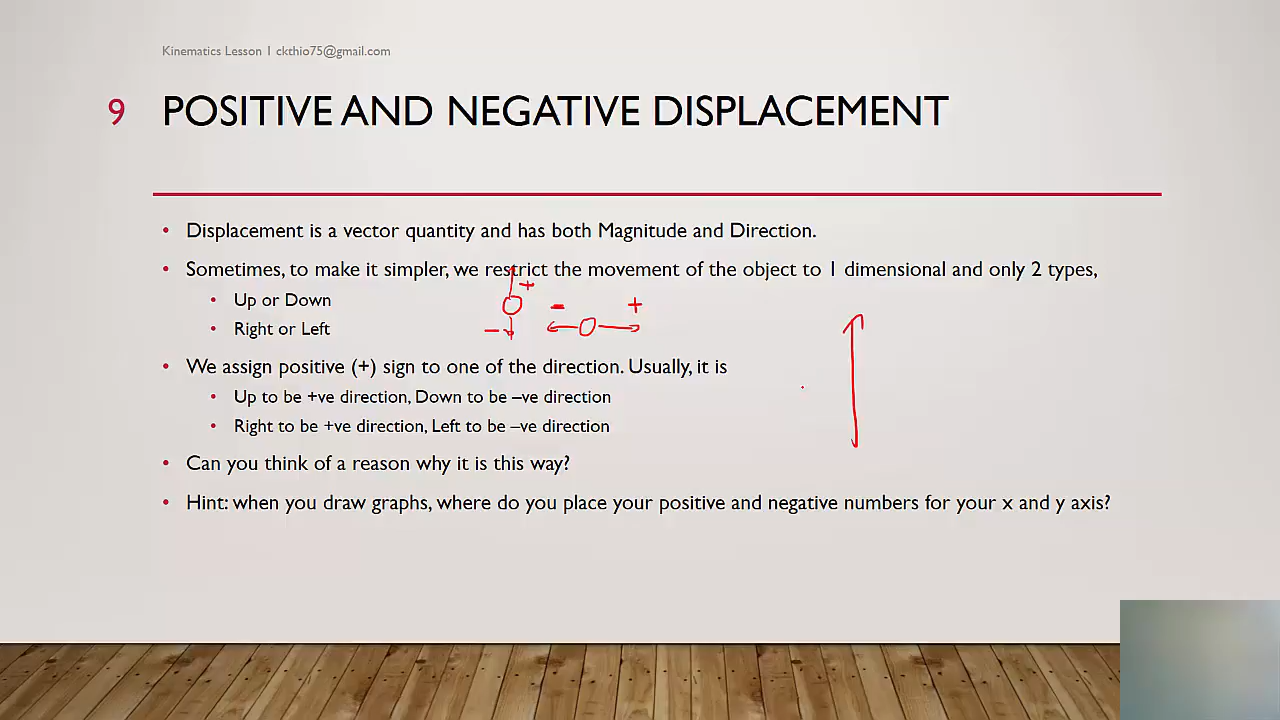 Kinematics Lesson 1 ckthio75@gmail.com
9 POSITIVE AND NEGATIVE DISPLACEMENT
• Displacement is a vector quantity and has both Magnitude and Direction.
• Sometimes, to make it simpler, we restrict the movement of the object to 1 dimensional and only 2 types,
• Up or Down
+
- +
• Right or Left
-
• We assign positive (+) sign to one of the direction. Usually, it is
• Up to be +ve direction, Down to be –ve direction
• Right to be +ve direction, Left to be –ve direction
• Can you think of a reason why it is this way?
• Hint: when you draw graphs, where do you place your positive and negative numbers for your x and y axis?